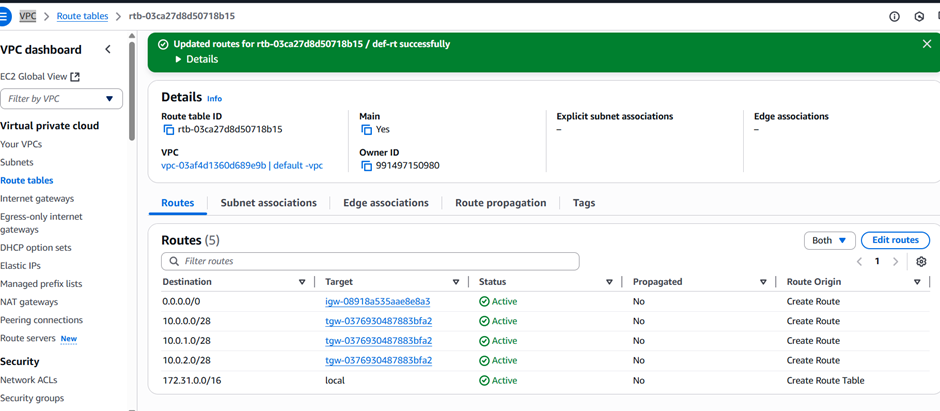 VPC > Route tables > rtb-03ca27d8d50718b15
VPC dashboard
EC2 Global View
Filter by VPC
Virtual private cloud
Your VPCs
Subnets
Route tables
Internet gateways
Egress-only internet
gateways
DHCP option sets
Elastic IPs
Managed prefix lists
NAT gateways
Peering connections
Route servers New
Security
Network ACLs
Security groups
Updated routes for rtb-03ca27d8d50718b15 / def-rt successfully
Details
Details Info
Route table ID
rtb-03ca27d8d50718b15
Main
Yes
Explicit subnet associations
–
Edge associations
–
VPC
vpc-03af4d1360d689e9b | default -vpc
Owner ID
991497150980
Routes Subnet associations Edge associations Route propagation Tags
Routes (5)
Both
Edit routes
Filter routes
1
Destination Target Status Propagated Route Origin
0.0.0.0/0 igw-08918a535aae8e8a3 Active No Create Route
10.0.0.0/28 tgw-0376930487883bfa2 Active No Create Route
10.0.1.0/28 tgw-0376930487883bfa2 Active No Create Route
10.0.2.0/28 tgw-0376930487883bfa2 Active No Create Route
172.31.0.0/16 local Active No Create Route Table